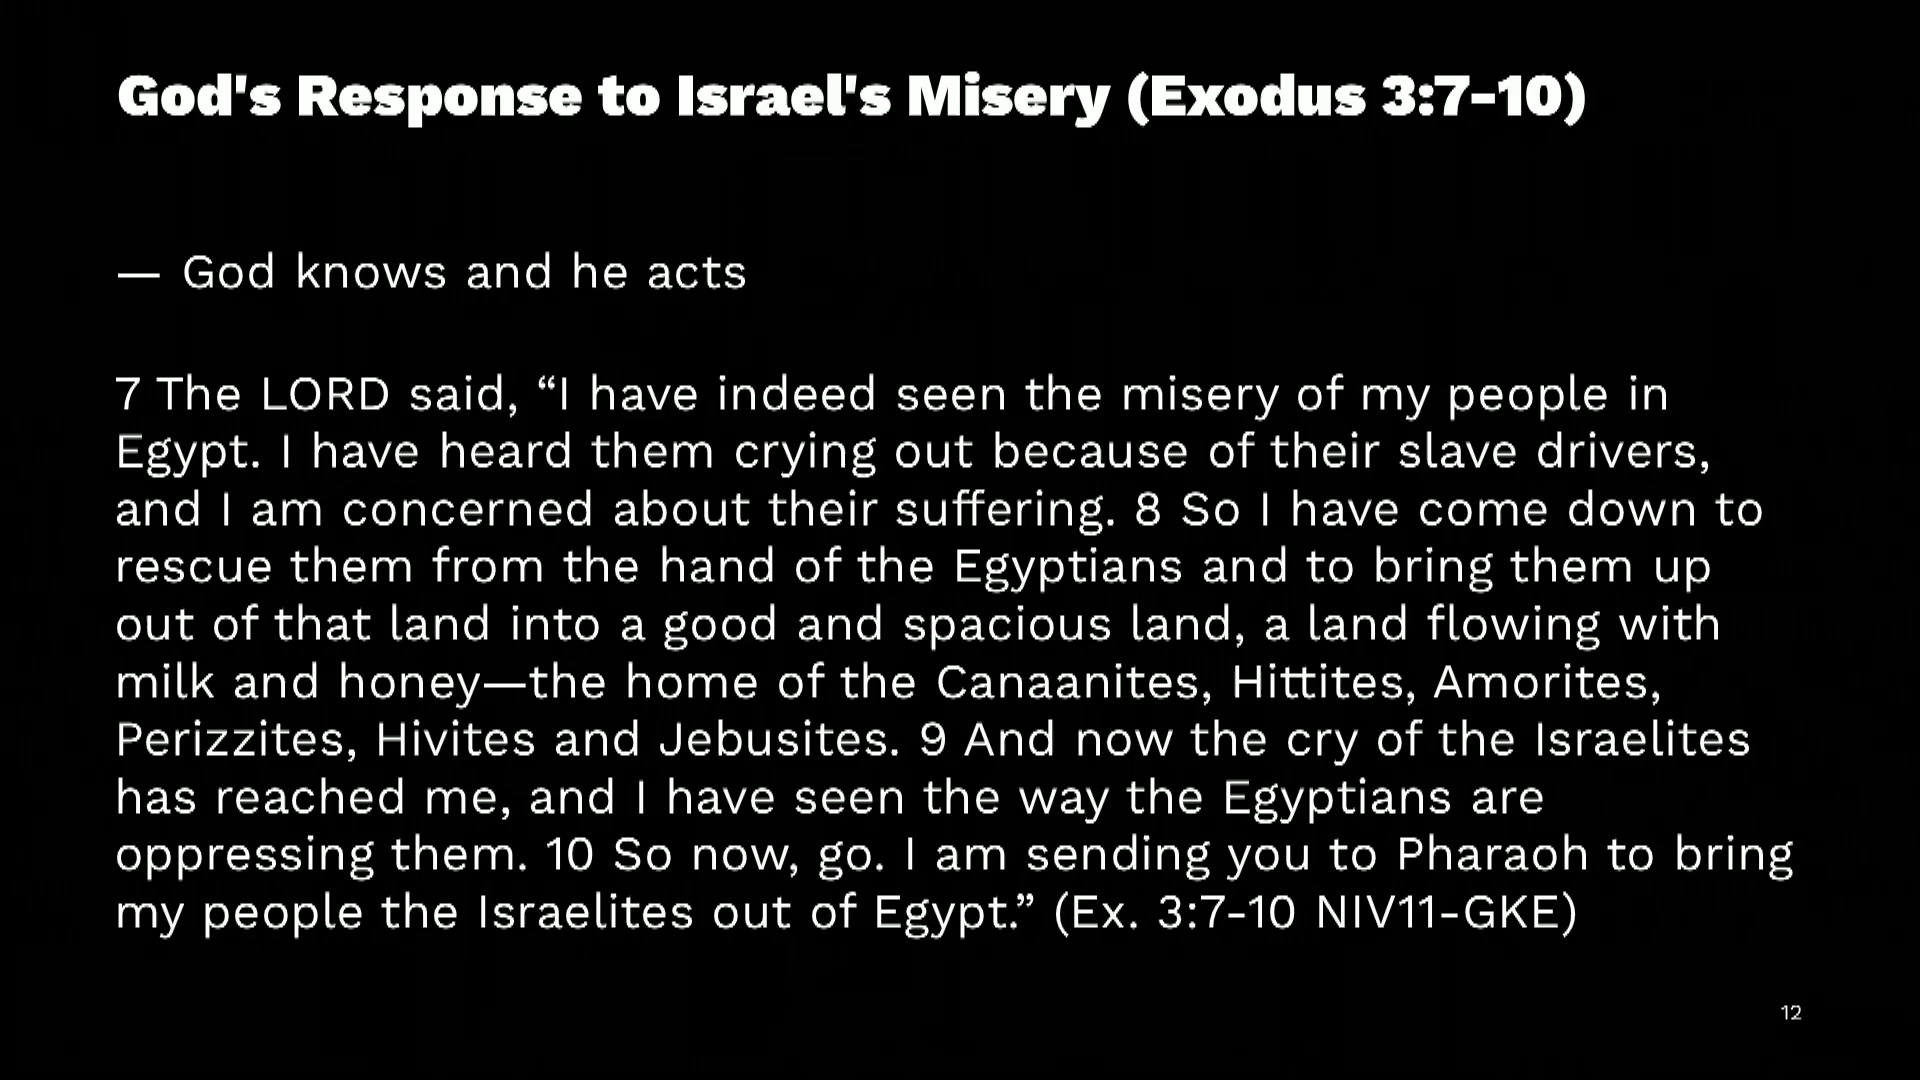 God's Response to Israel's Misery (Exodus 3:7-10)
— God knows and he acts
7 The LORD said, “I have indeed seen the misery of my people in
Egypt. I have heard them crying out because of their slave drivers,
and I am concerned about their suffering. 8 So I have come down to
rescue them from the hand of the Egyptians and to bring them up
out of that land into a good and spacious land, a land flowing with
milk and honey—the home of the Canaanites, Hittites, Amorites,
Perizzites, Hivites and Jebusites. 9 And now the cry of the Israelites
has reached me, and I have seen the way the Egyptians are
oppressing them. 10 So now, go. I am sending you to Pharaoh to bring
my people the Israelites out of Egypt.” (Ex. 3:7-10 NIV11-GKE)
12